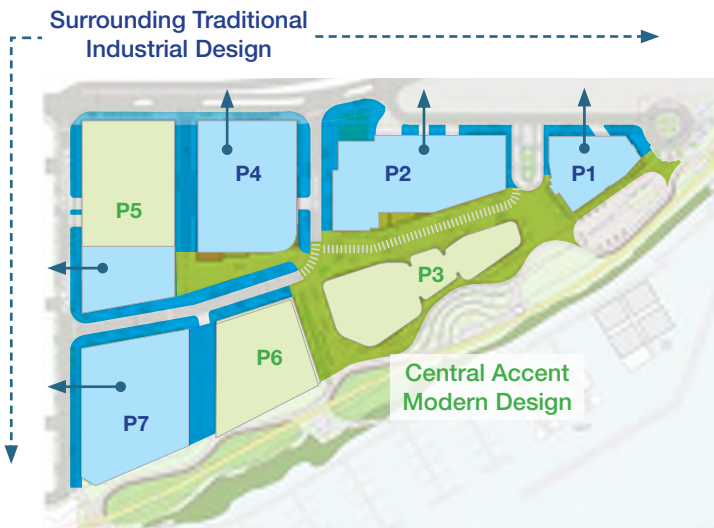 Surrounding Traditional
Industrial Design
P4
P2
P1
P5
P3
P6
P7
Central Accent
Modern Design